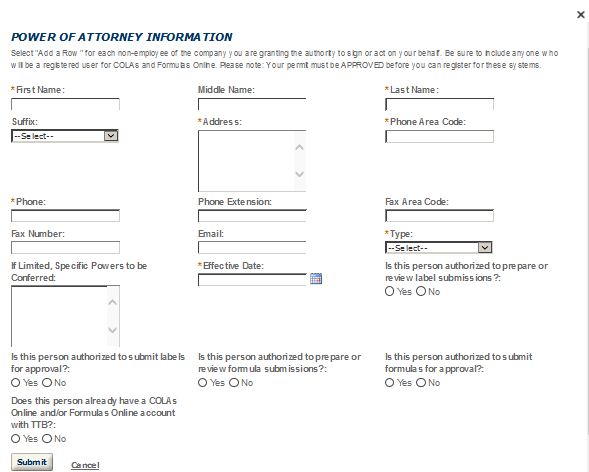 ×
POWER OF ATTORNEY INFORMATION
Select "Add a Row " for each non-employee of the company you are granting the authority to sign or act on your behalf. Be sure to include anyone who
will be a registered user for COLAs and Formulas Online. Please note: Your permit must be APPROVED before you can register for these systems.
*First Name: Middle Name: *Last Name:
Suffix: *Address: *Phone Area Code:
--Select--
*Phone: Phone Extension: Fax Area Code:
Fax Number: Email: *Type:
--Select--
If Limited, Specific Powers to be *Effective Date: Is this person authorized to prepare or
Conferred: review label submissions?:
Yes No
Is this person authorized to submit labels Is this person authorized to prepare or Is this person authorized to submit
for approval?: review formula submissions?: formulas for approval?:
Yes No Yes No Yes No
Does this person already have a COLAs
Online and/or Formulas Online account
with TTB?:
Yes No
Submit Cancel